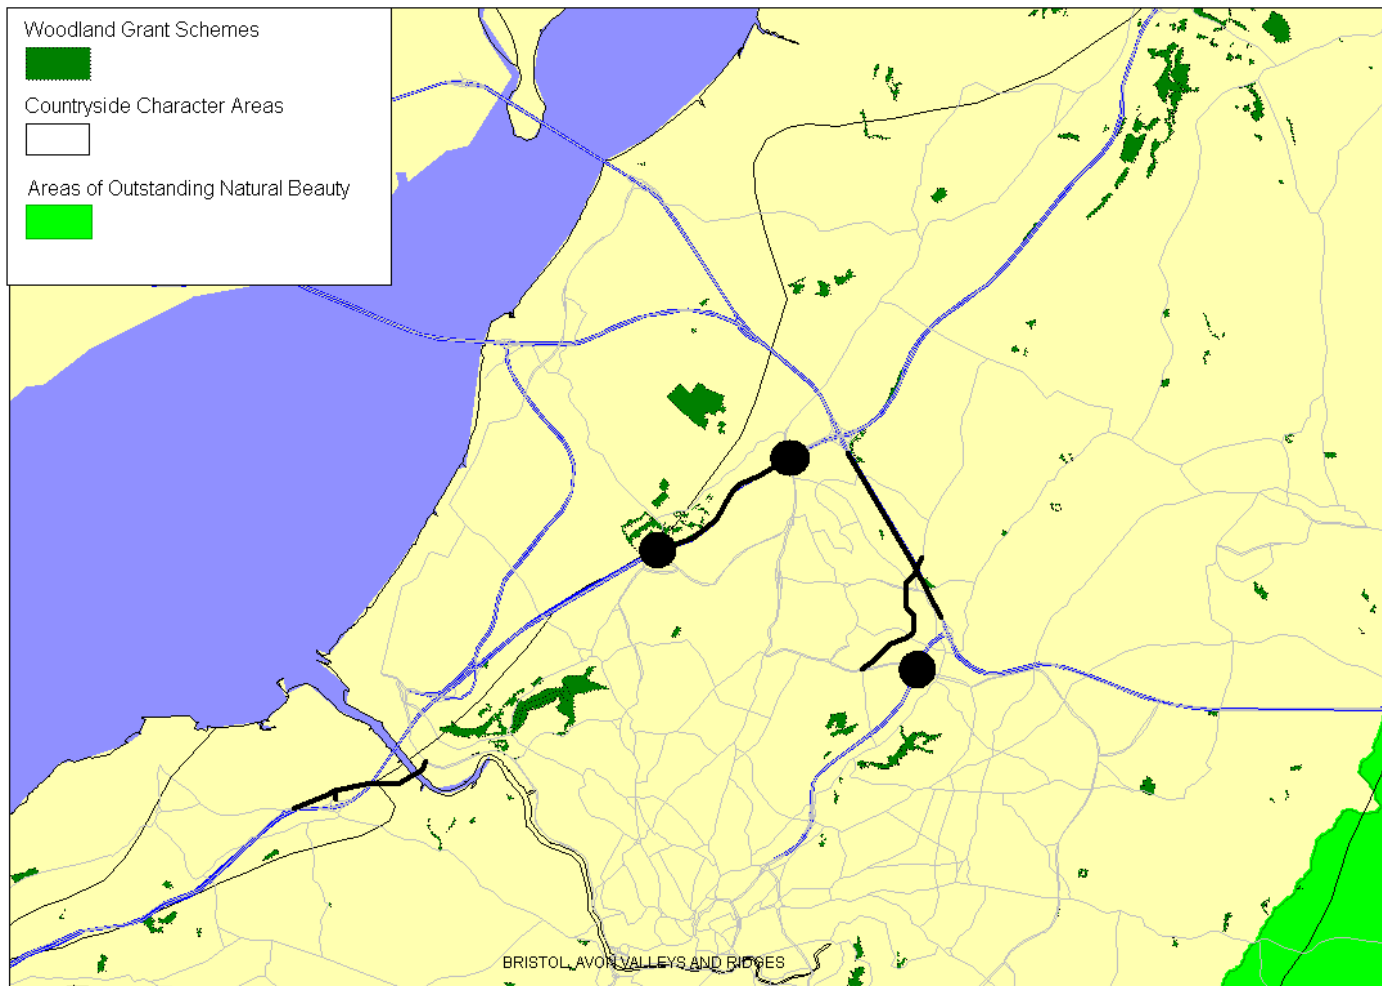 Woodland Grant Schemes
Countryside Character Areas
Areas of Outstanding Natural Beauty
BRISTOL, AVON VALLEYS AND RIDGES